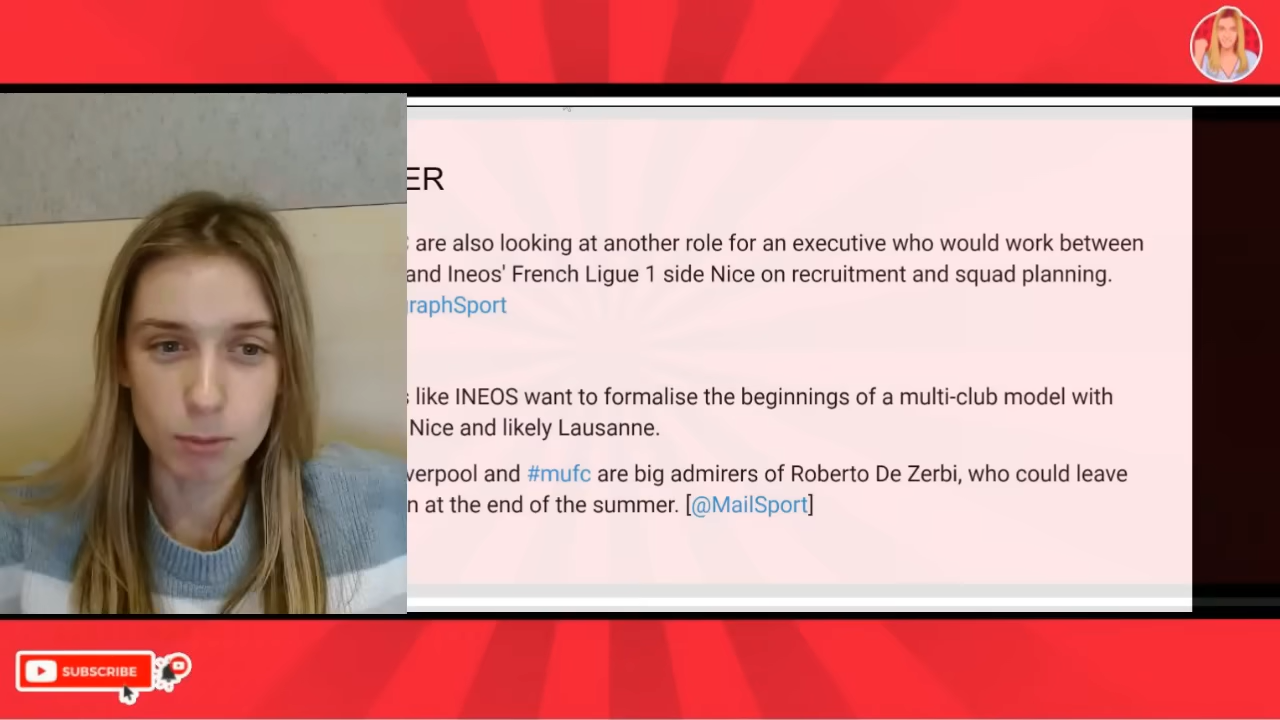 ER
are also looking at another role for an executive who would work between
and Ineos' French Ligue 1 side Nice on recruitment and squad planning.
raphSport
like INEOS want to formalise the beginnings of a multi-club model with
Nice and likely Lausanne.
verpool and #mufc are big admirers of Roberto De Zerbi, who could leave
n at the end of the summer. [@MailSport]
SUBSCRIBE